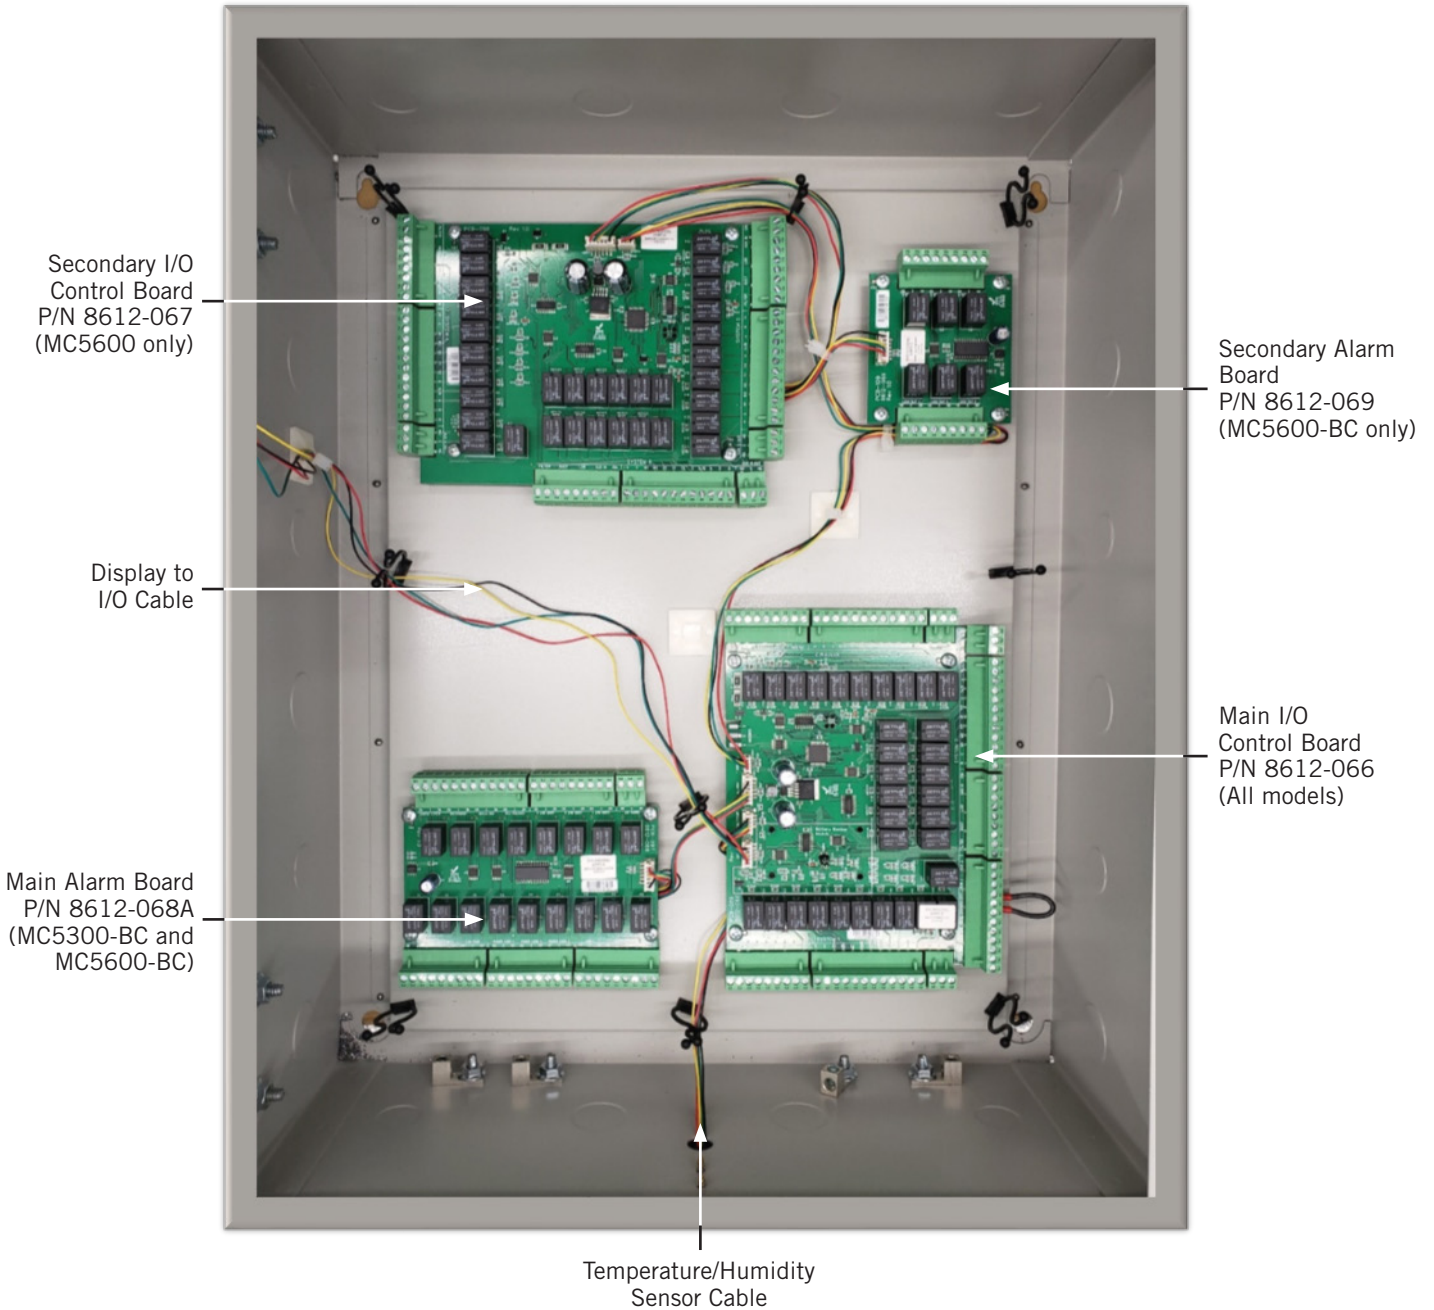 Secondary I/O
Control Board
P/N 8612-067
(MC5600 only)
Secondary Alarm
Board
P/N 8612-069
(MC5600-BC only)
Display to
I/O Cable
Main I/O
Control Board
P/N 8612-066
(All models)
Main Alarm Board
P/N 8612-068A
(MC5300-BC and
MC5600-BC)
Temperature/Humidity
Sensor Cable